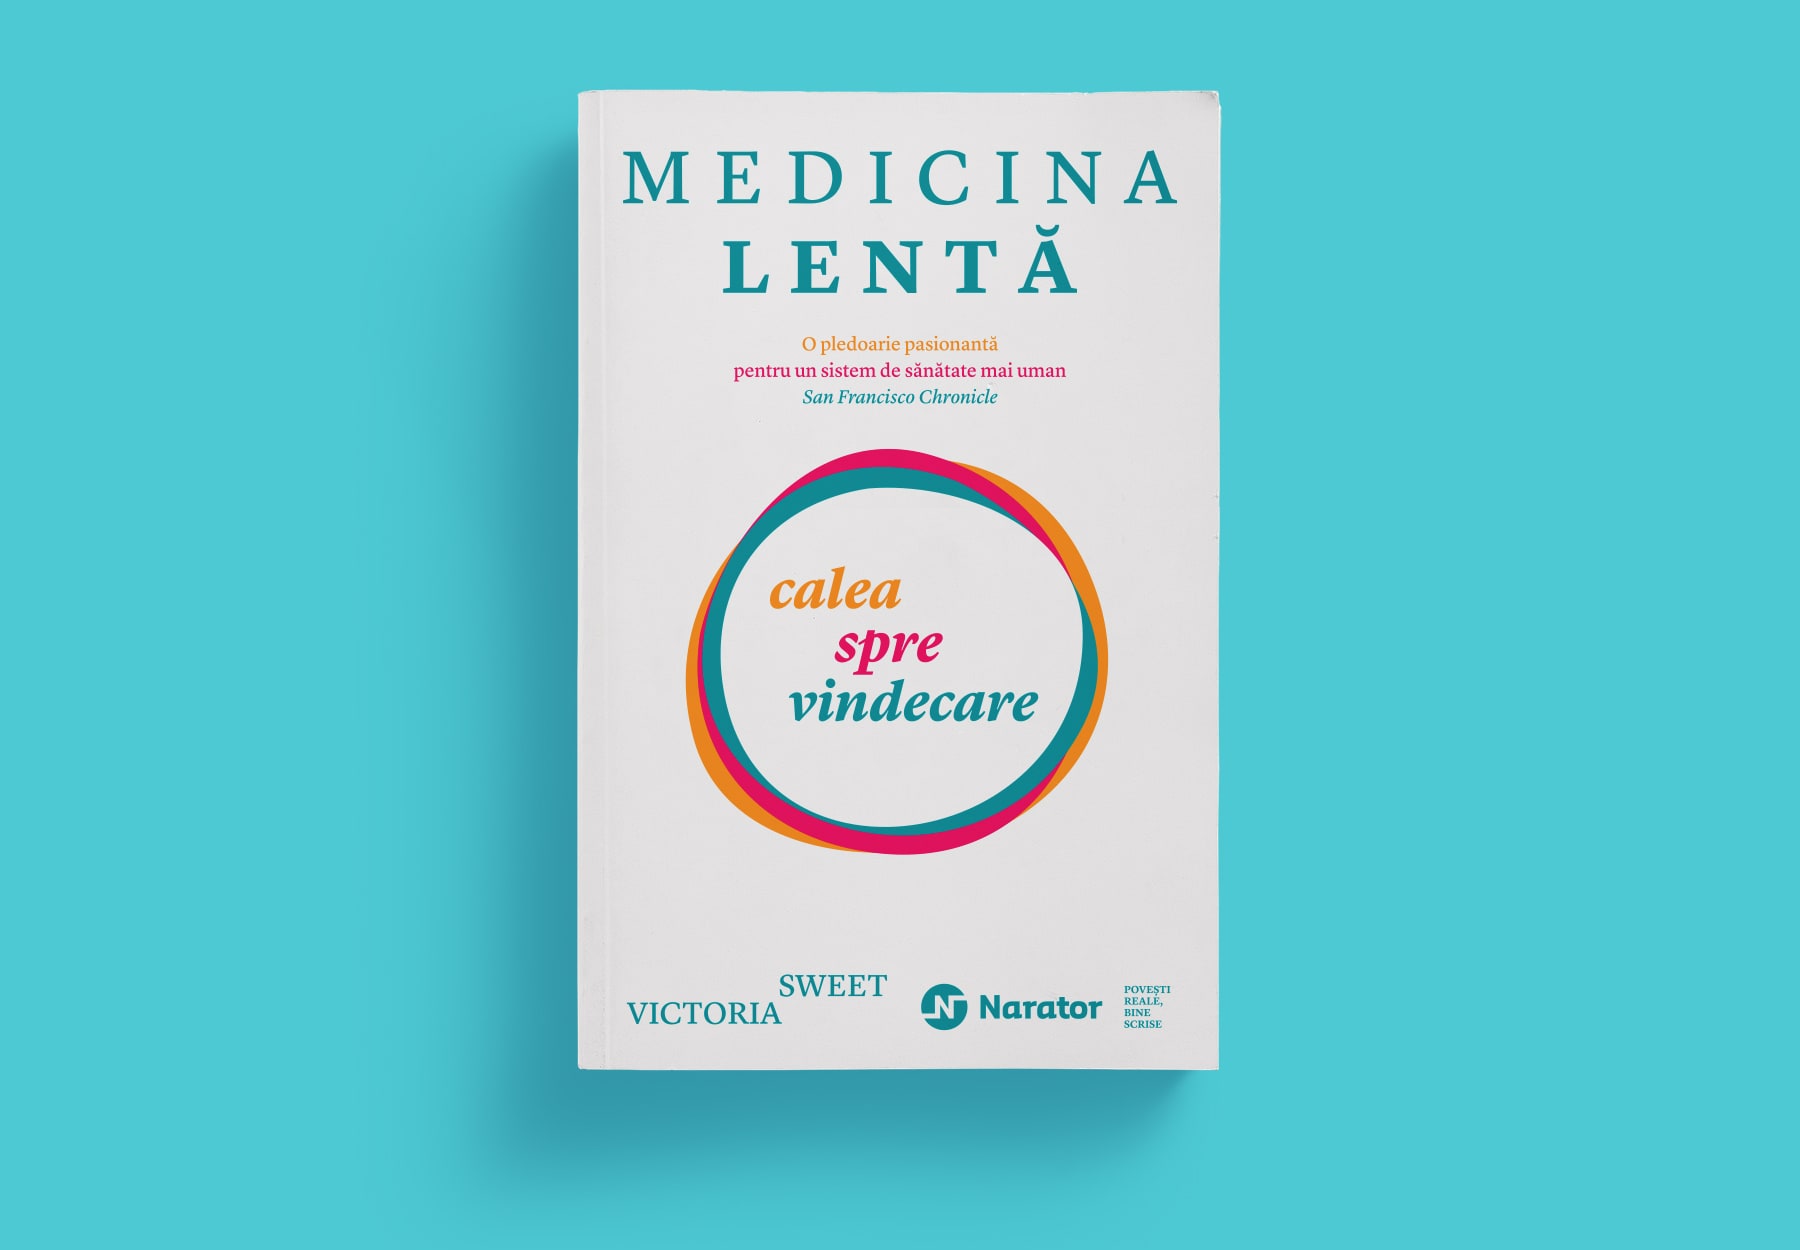 MEDICINA
LENTĂ
O pledoarie pasionantă
pentru un sistem de sănătate mai uman
San Francisco Chronicle
calea
spre
vindecare
VICTORIA SWEET
Narator
POVEȘTI
REALE,
BINE
SCRISE